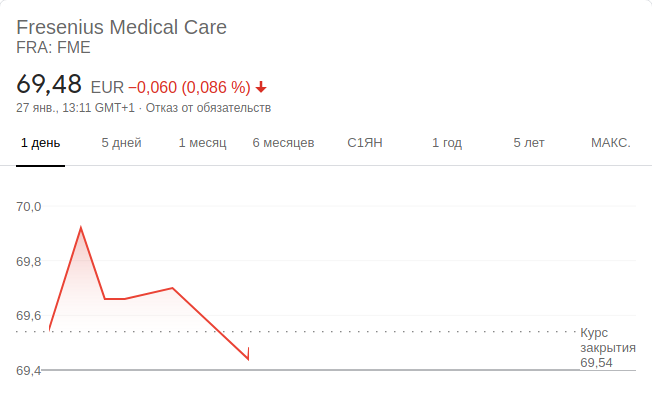 Fresenius Medical Care
FRA: FME
69,48 EUR −0,060 (0,086 %)
27 янв., 13:11 GMT+1 · Отказ от обязательств
1 день 5 дней 1 месяц 6 месяцев С1ЯН 1 год 5 лет МАКС.
70,0
69,8
69,6
69,4
Курс
закрытия
69,54